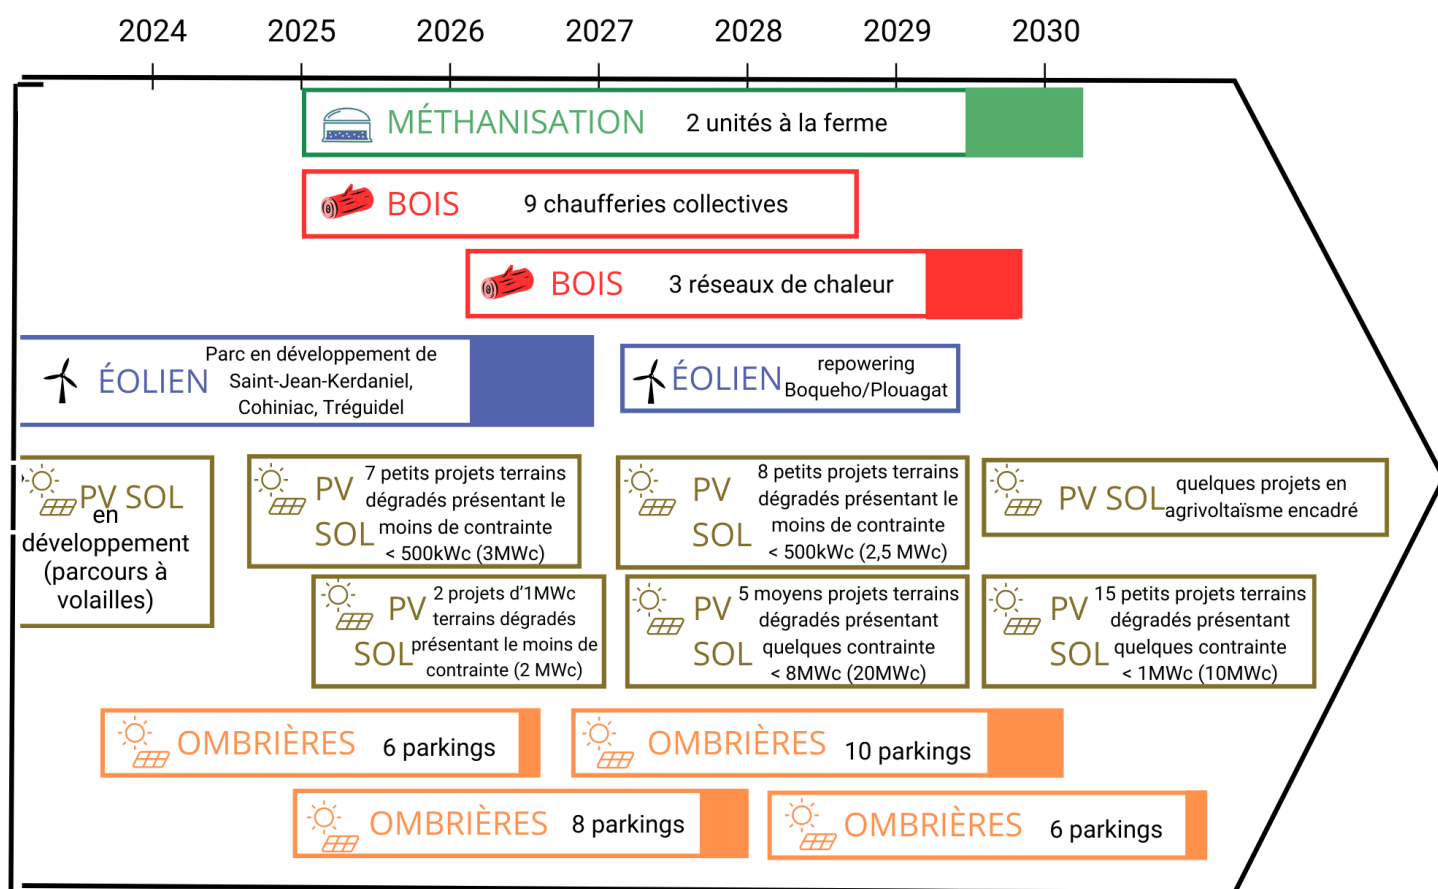 2024 2025 2026 2027 2028 2029 2030
MÉTHANISATION 2 unités à la ferme
BOIS 9 chaufferies collectives
BOIS 3 réseaux de chaleur
ÉOLIEN
Parc en développement de
Saint-Jean-Kerdaniel,
Cohiniac, Tréguidel
ÉOLIEN
repowering
Boqueho/Plouagat
PV SOL
en
développement
(parcours à
volailles)
PV
SOL
7 petits projets terrains
dégradés présentant le
moins de contrainte
< 500kWc (3MWc)
PV
SOL
8 petits projets terrains
dégradés présentant le
moins de contrainte
< 500kWc (2,5 MWc)
PV SOL
quelques projets en
agrivoltaïsme encadré
PV
SOL
2 projets d'1MWc
terrains dégradés
présentant le moins de
contrainte (2 MWc)
PV
SOL
5 moyens projets terrains
dégradés présentant
quelques contrainte
< 8MWc (20MWc)
PV
SOL
15 petits projets terrains
dégradés présentant
quelques contrainte
< 1MWc (10MWc)
OMBRIÈRES 6 parkings
OMBRIÈRES 10 parkings
OMBRIÈRES 8 parkings
OMBRIÈRES 6 parkings